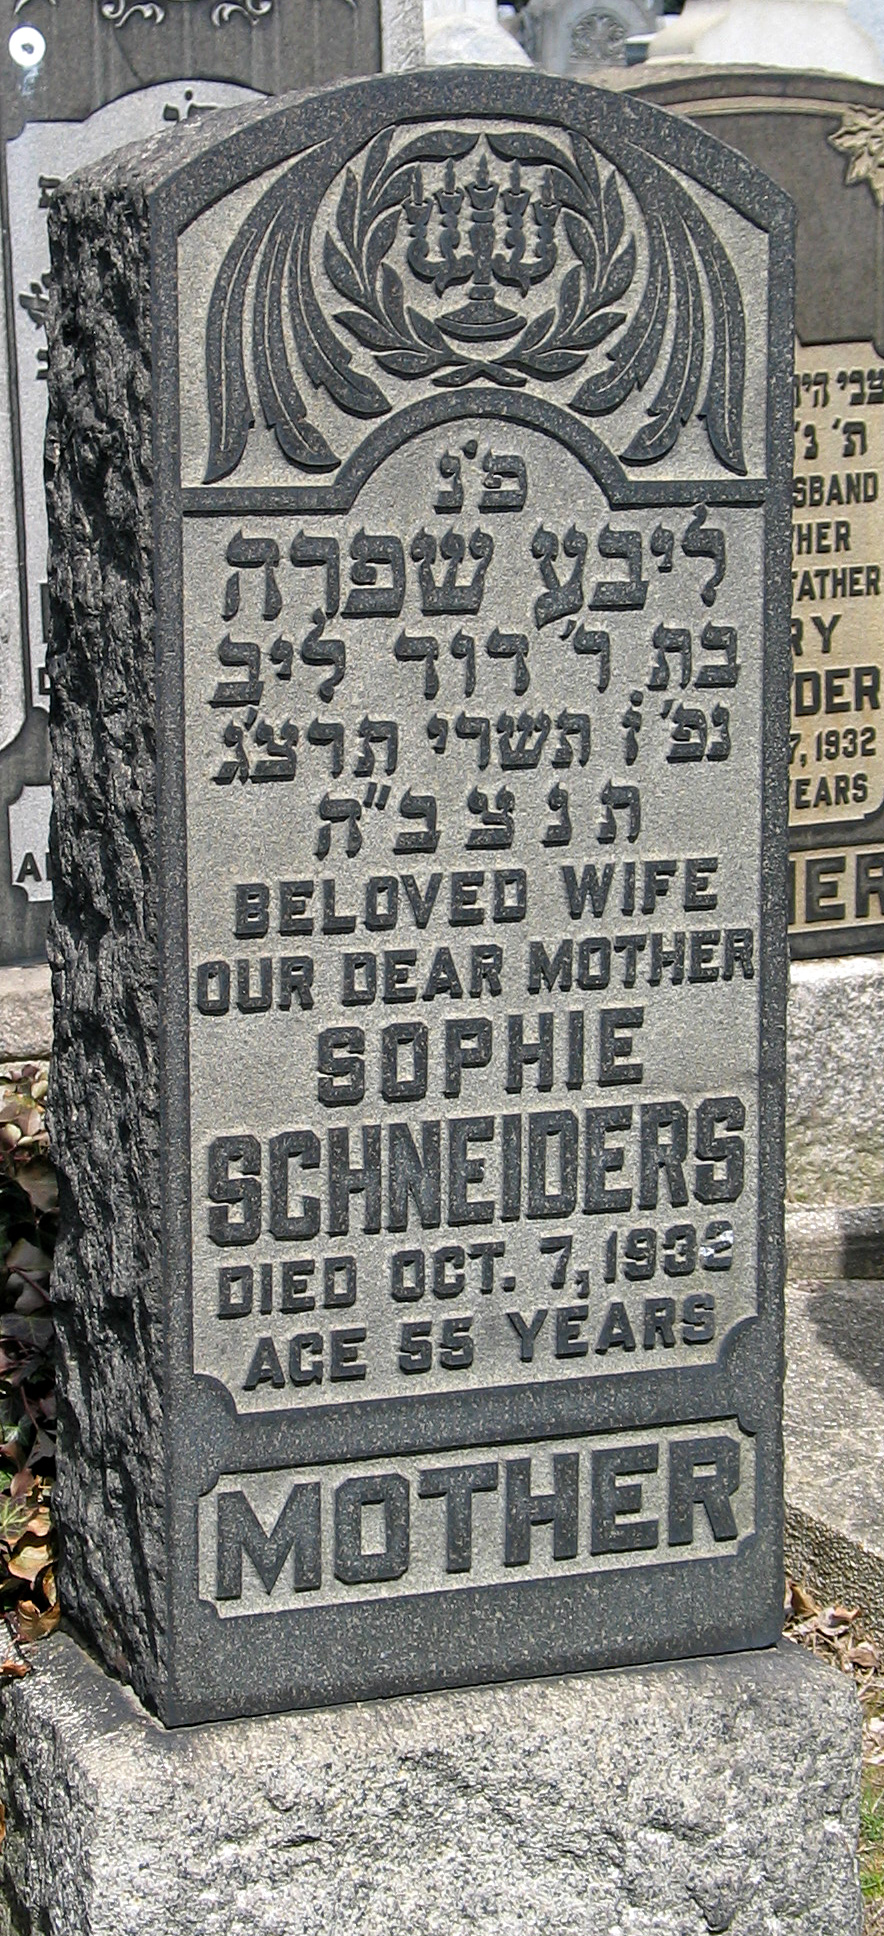 פ'נ'
ליבע שפרה
בת ר' דוד ליב
נפ' ז' תשרי תרצ'ג
ת נ צ ב"ה
BELOVED WIFE
OUR DEAR MOTHER
SOPHIE
SCHNEIDERS
DIED OCT. 7, 1932
AGE 55 YEARS
MOTHER